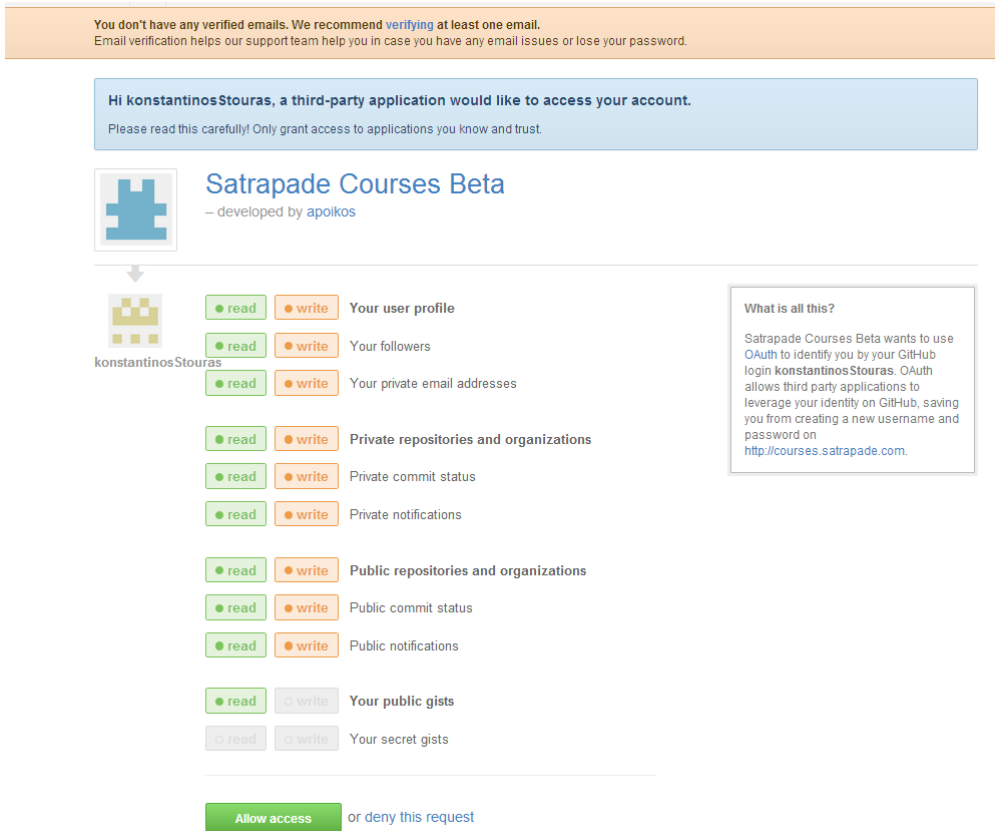 You don't have any verified emails. We recommend verifying at least one email.
Email verification helps our support team help you in case you have any email issues or lose your password.
Hi konstantinosStouras, a third-party application would like to access your account.
Please read this carefully! Only grant access to applications you know and trust.
Satrapade Courses Beta
– developed by apoikos
konstantinosStouras
read write Your user profile
read write Your followers
read write Your private email addresses
read write Private repositories and organizations
read write Private commit status
read write Private notifications
read write Public repositories and organizations
read write Public commit status
read write Public notifications
read write Your public gists
read write Your secret gists
What is all this?
Satrapade Courses Beta wants to use
OAuth to identify you by your GitHub
login konstantinosStouras. OAuth
allows third party applications to
leverage your identity on GitHub, saving
you from creating a new username and
password on
http://courses.satrapade.com.
Allow access or deny this request